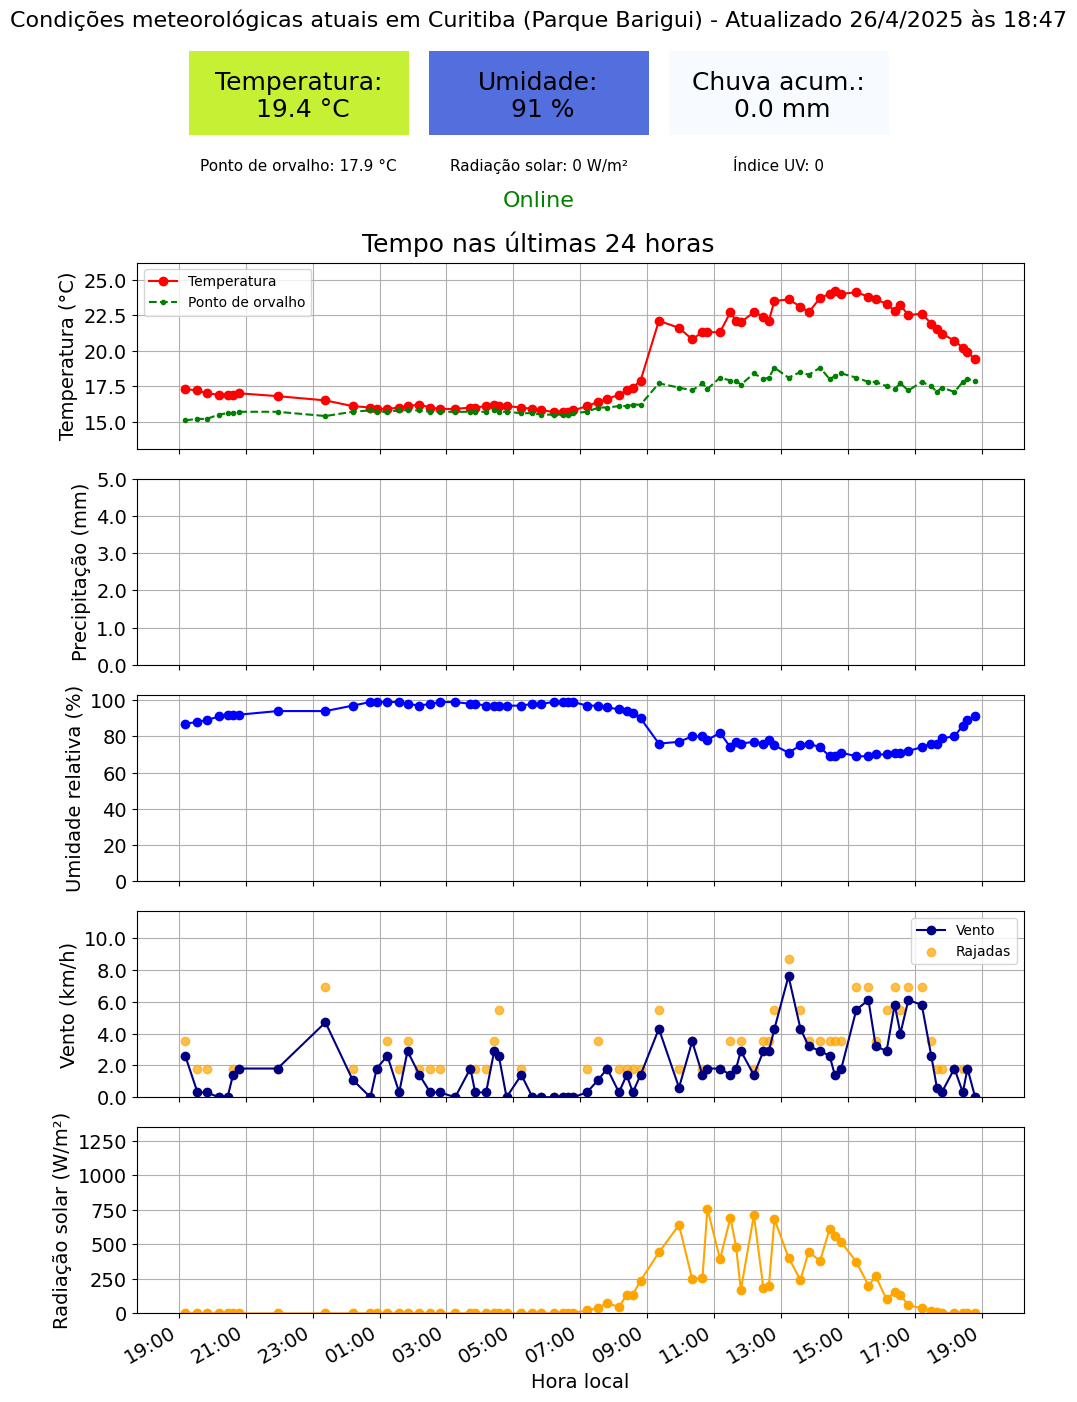 Condições meteorológicas atuais em Curitiba (Parque Barigui) - Atualizado 26/4/2025 às 18:47
Temperatura:
19.4 °C
Umidade:
91 %
Chuva acum.:
0.0 mm
Ponto de orvalho: 17.9 °C
Radiação solar: 0 W/m²
Índice UV: 0
Online
Tempo nas últimas 24 horas
Temperatura (°C)
25.0
22.5
20.0
17.5
15.0
Temperatura
Ponto de orvalho
Precipitação (mm)
5.0
4.0
3.0
2.0
1.0
0.0
Umidade relativa (%)
100
80
60
40
20
0
Vento (km/h)
10.0
8.0
6.0
4.0
2.0
0.0
Vento
Rajadas
Radiação solar (W/m²)
1250
1000
750
500
250
0
19:00
21:00
23:00
01:00
03:00
05:00
07:00
09:00
11:00
13:00
15:00
17:00
19:00
Hora local